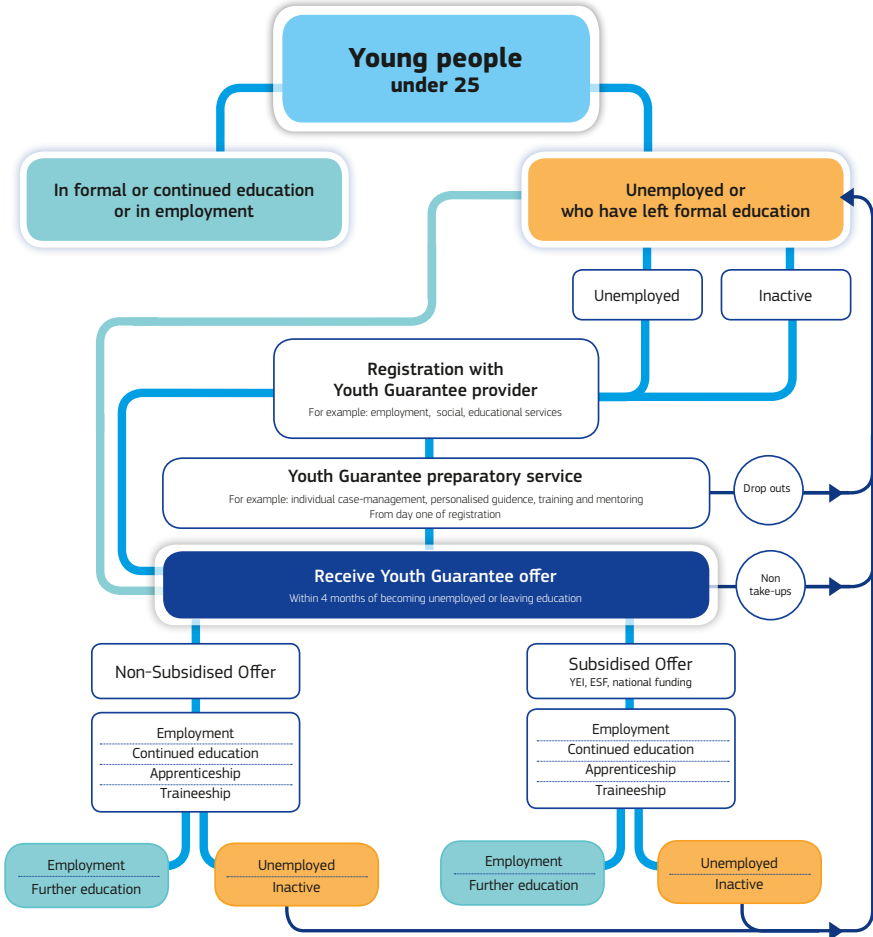 Young people
under 25
In formal or continued education
or in employment
Unemployed or
who have left formal education
Unemployed
Inactive
Registration with
Youth Guarantee provider
For example: employment, social, educational services
Youth Guarantee preparatory service
For example: individual case-management, personalised guidance, training and mentoring
From day one of registration
Drop outs
Receive Youth Guarantee offer
Within 4 months of becoming unemployed or leaving education
Non
take-ups
Non-Subsidised Offer
Subsidised Offer
YEI, ESF, national funding
Employment
Continued education
Apprenticeship
Traineeship
Employment
Continued education
Apprenticeship
Traineeship
Employment
Further education
Unemployed
Inactive
Employment
Further education
Unemployed
Inactive